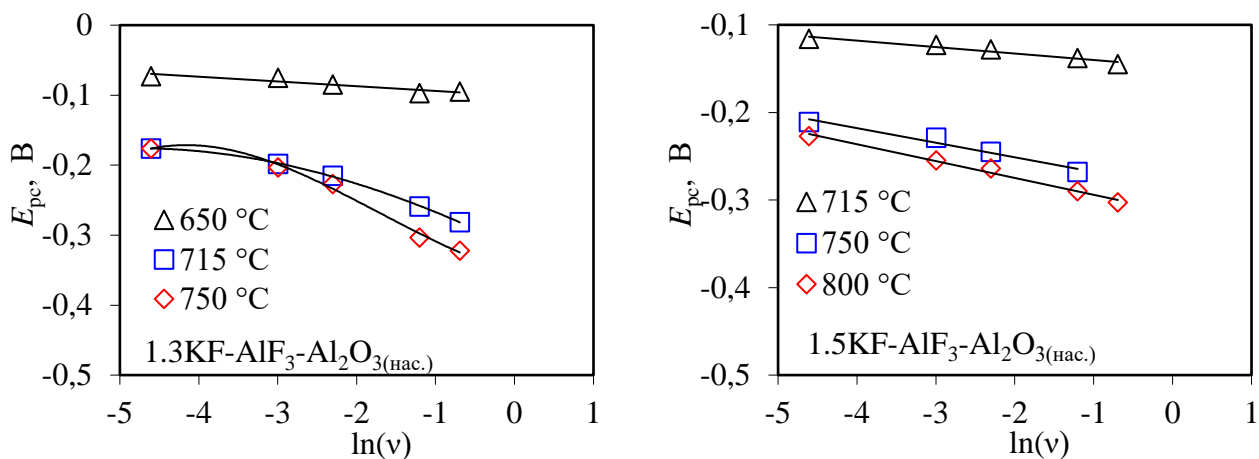 0
-0,1
-0,2
-0,3
-0,4
-0,5
E_pc, В
650 °C
715 °C
750 °C
1.3KF-AlF₃-Al₂O₃(нас.)
-5 -4 -3 -2 -1 0 1
ln(ν)
-0,1
-0,2
-0,3
-0,4
-0,5
E_pc, В
715 °C
750 °C
800 °C
1.5KF-AlF₃-Al₂O₃(нас.)
-5 -4 -3 -2 -1 0 1
ln(ν)